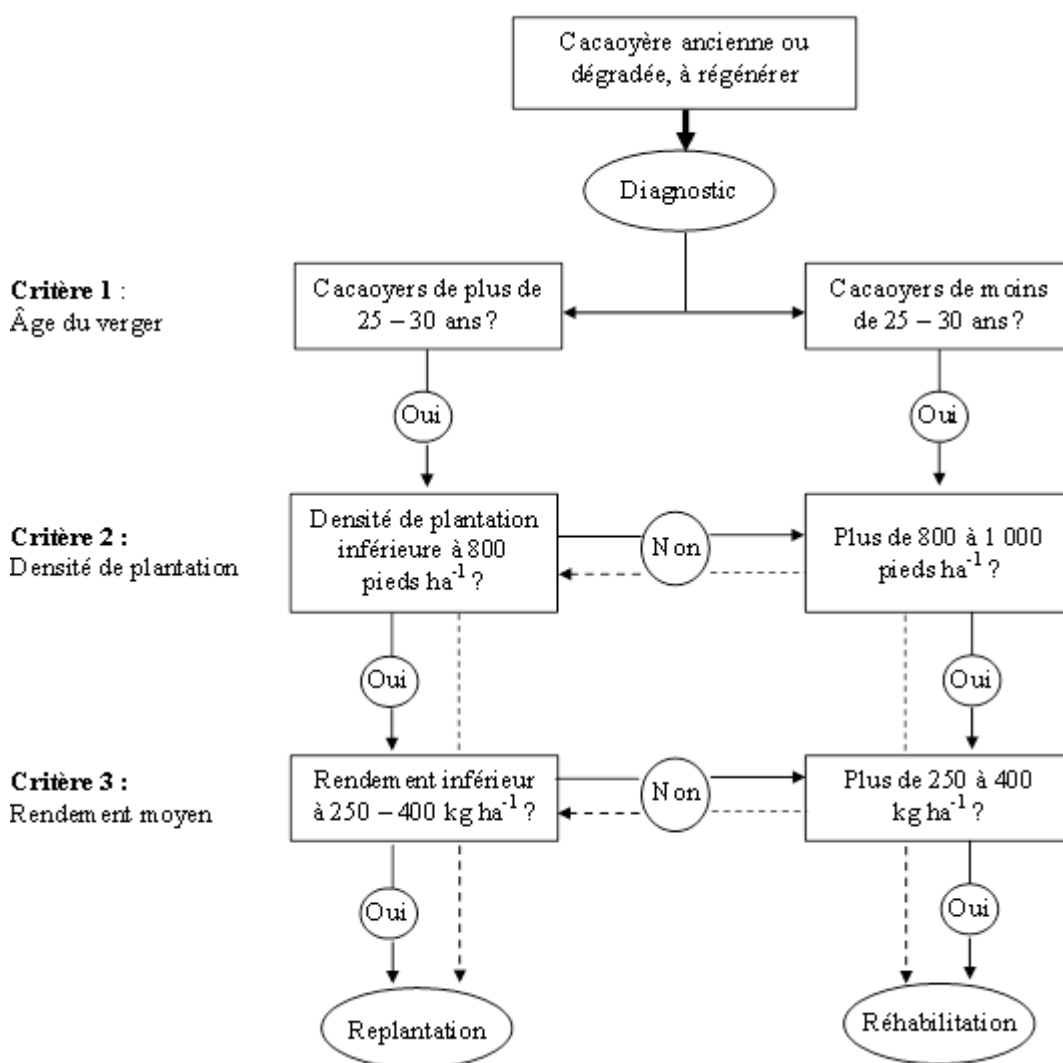 Cacaoyère ancienne ou
dégradée, à régénérer
Diagnostic
Critère 1 :
Âge du verger
Cacaoyers de plus de
25 – 30 ans ?
Cacaoyers de moins
de 25 – 30 ans ?
Oui
Oui
Critère 2 :
Densité de plantation
Densité de plantation
inférieure à 800
pieds ha⁻¹ ?
Non
Plus de 800 à 1 000
pieds ha⁻¹ ?
Oui
Oui
Critère 3 :
Rendement moyen
Rendement inférieur
à 250 – 400 kg ha⁻¹ ?
Non
Plus de 250 à 400
kg ha⁻¹ ?
Oui
Oui
Replantation
Réhabilitation